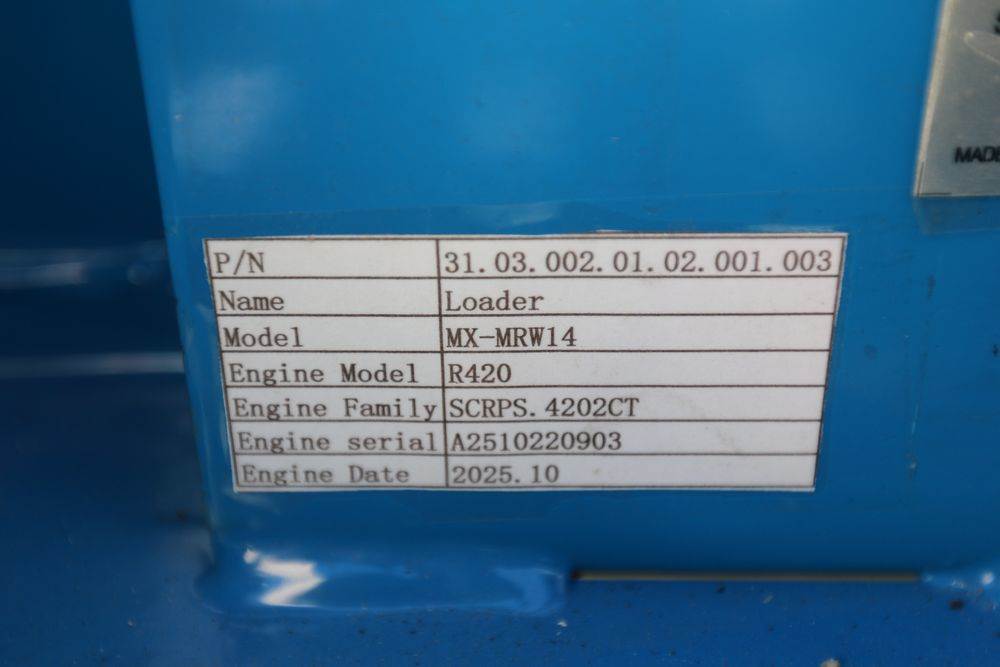 MADE
P/N 31.03.002.01.02.001.003
Name Loader
Model MX-MRW14
Engine Model R420
Engine Family SCRPS.4202CT
Engine serial A2510220903
Engine Date 2025.10